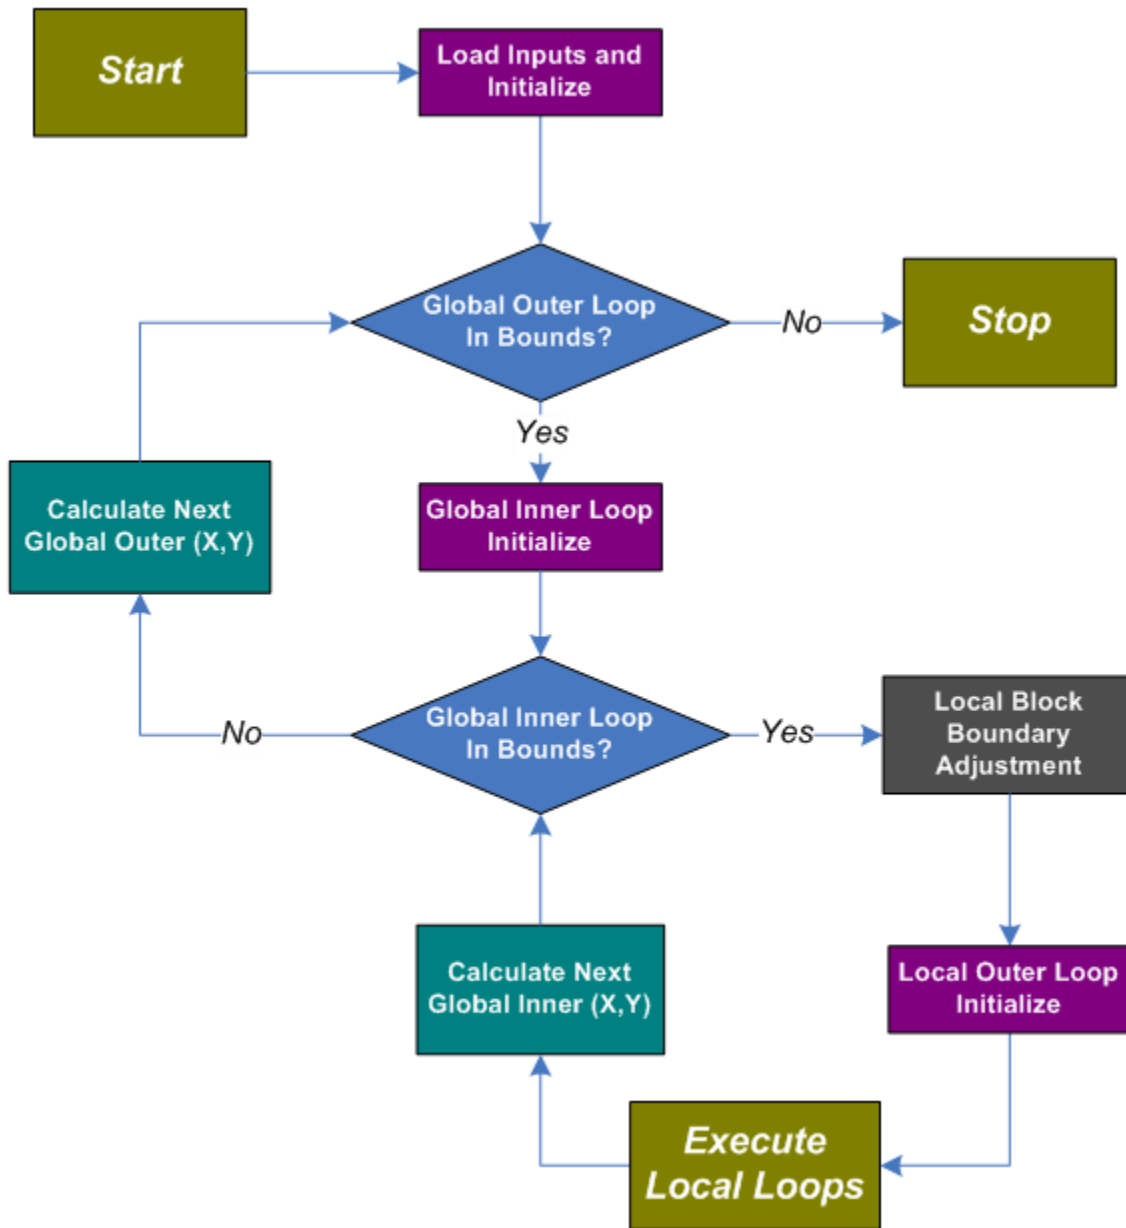 Start
Load Inputs and
Initialize
Global Outer Loop
In Bounds?
No
Stop
Yes
Calculate Next
Global Outer (X,Y)
Global Inner Loop
Initialize
Global Inner Loop
In Bounds?
No
Yes
Local Block
Boundary
Adjustment
Calculate Next
Global Inner (X,Y)
Local Outer Loop
Initialize
Execute
Local Loops